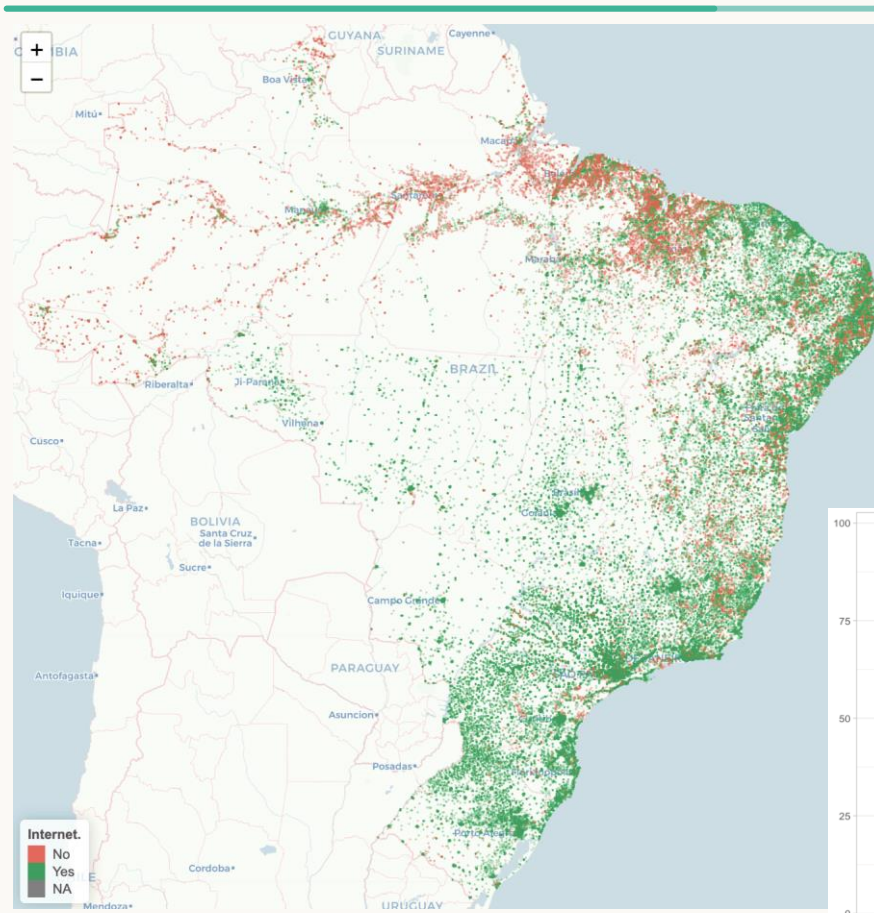 +
−
GUYANA
SURINAME
Cayenne
Boa Vista
Mitú
Macapá
Santarém
Marabá
BRAZIL
Riberalta
Ji-Paraná
Vilhena
Cusco
La Paz
BOLIVIA
Santa Cruz
de la Sierra
Tacna
Sucre
Iquique
Campo Grande
PARAGUAY
Antofagasta
Asuncion
Posadas
Porto Alegre
Cordoba
URUGUAY
Mendoza
Internet.
No
Yes
NA
100
75
50
25
0